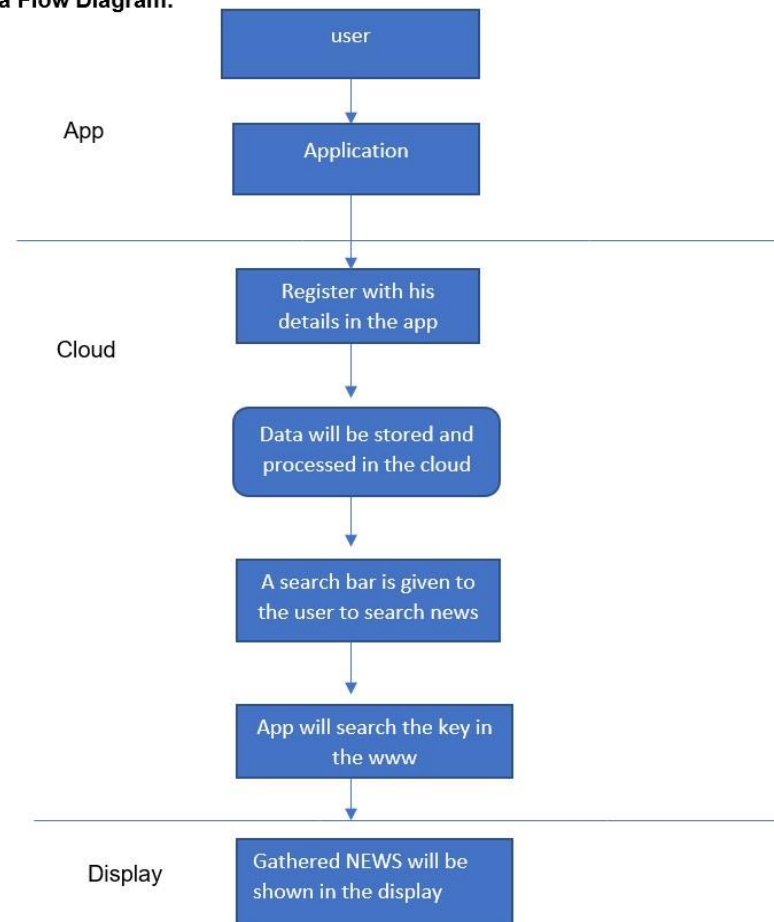 a Flow Diagram:
user
App
Application
Register with his
details in the app
Cloud
Data will be stored and
processed in the cloud
A search bar is given to
the user to search news
App will search the key in
the www
Gathered NEWS will be
shown in the display
Display